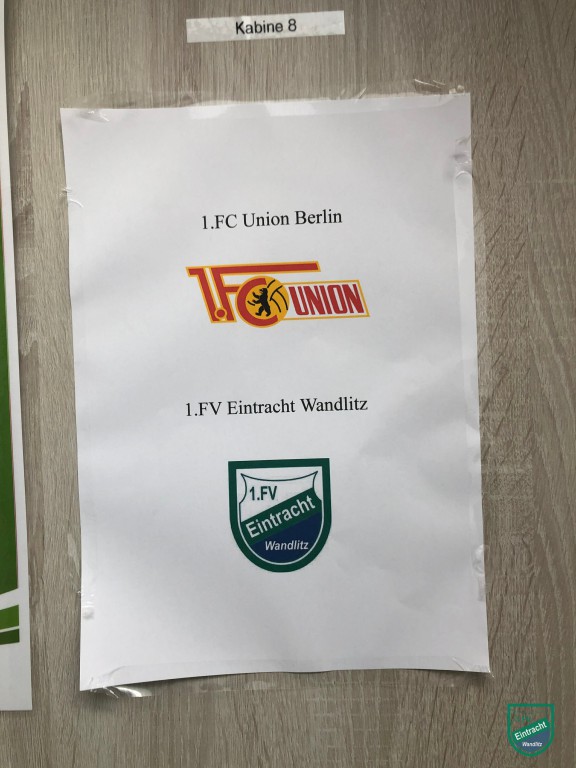 Kabine 8
1.FC Union Berlin
1.FC UNION
1.FV Eintracht Wandlitz
1.FV
Eintracht
Wandlitz
Eintracht
Wandlitz